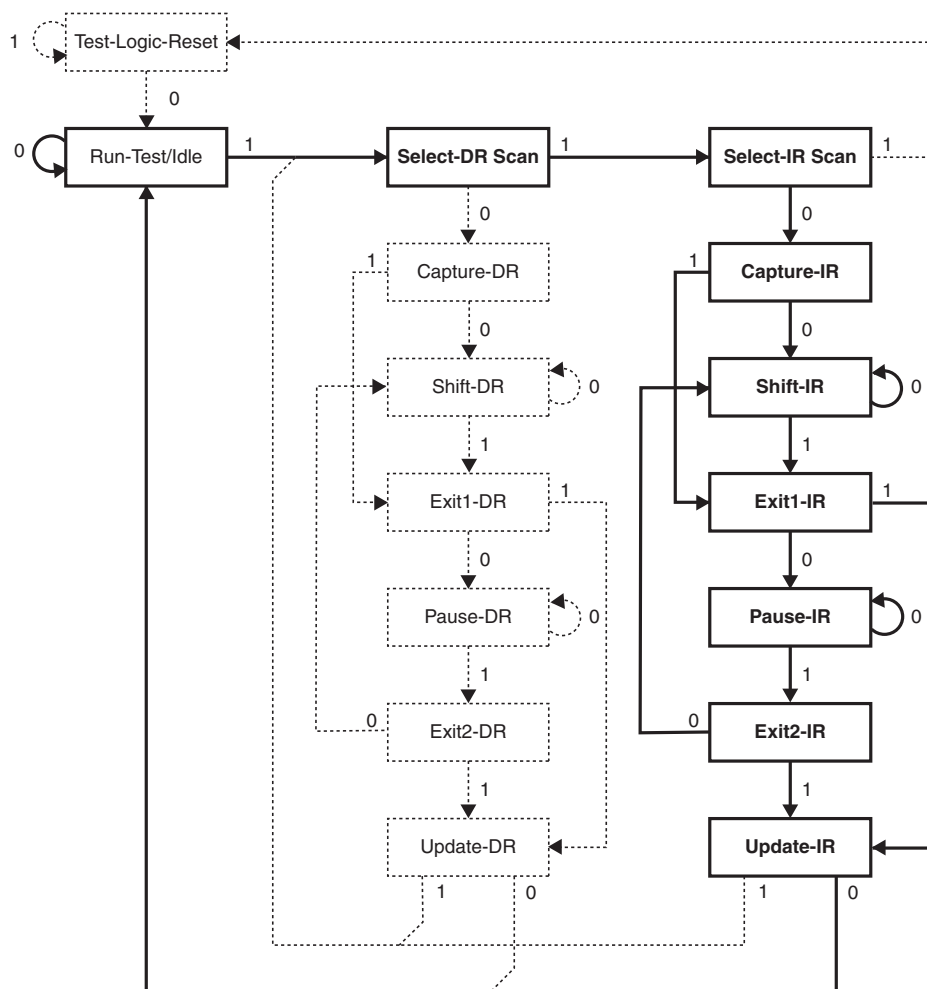 1 Test-Logic-Reset
0
0 Run-Test/Idle 1 Select-DR Scan 1 Select-IR Scan 1
0 0
1 Capture-DR 1 Capture-IR
0 0
Shift-DR 0 Shift-IR 0
1 1
Exit1-DR 1 Exit1-IR 1
0 0
Pause-DR 0 Pause-IR 0
1 1
0 Exit2-DR 0 Exit2-IR
1 1
Update-DR Update-IR
1 0 1 0